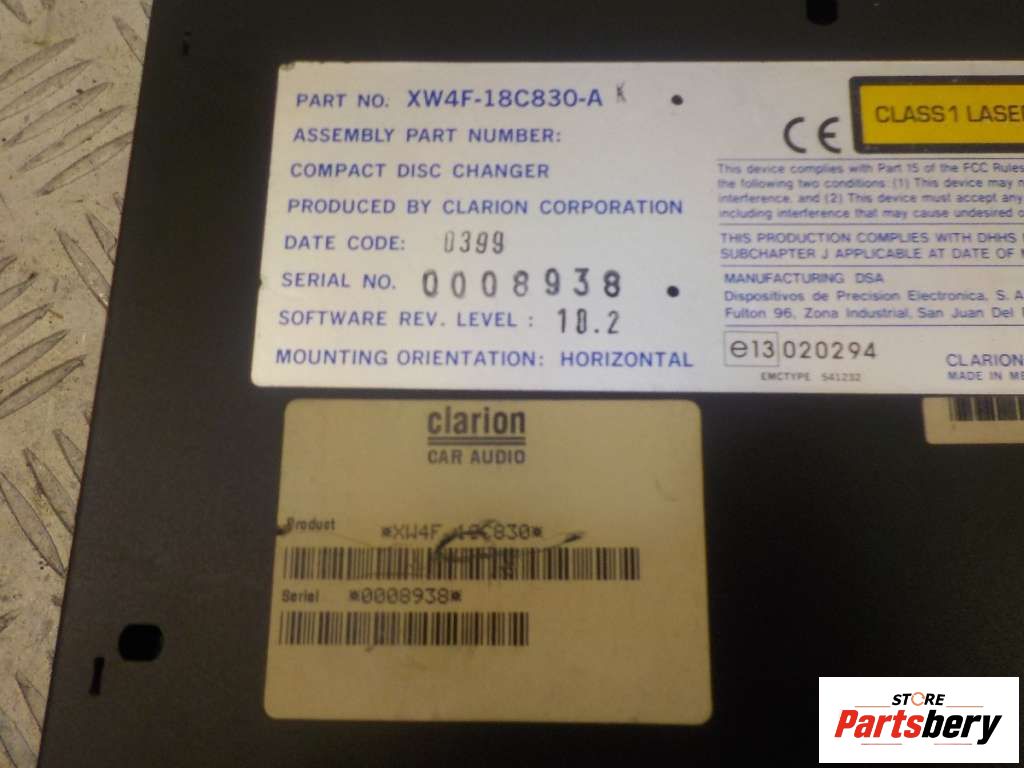 PART NO. XW4F-18C830-A K
ASSEMBLY PART NUMBER:
COMPACT DISC CHANGER
PRODUCED BY CLARION CORPORATION
DATE CODE: 0399
SERIAL NO. 0008938
SOFTWARE REV. LEVEL : 10.2
MOUNTING ORIENTATION: HORIZONTAL
CE
CLASS 1 LASER
This device complies with Part 15 of the FCC Rules
the following two conditions: (1) This device may
interference, and (2) This device must accept any
including interference that may cause undesired
THIS PRODUCTION COMPLIES WITH DHHS
SUBCHAPTER J APPLICABLE AT DATE OF
MANUFACTURING DSA
Dispositivos de Precision Electronica, S. A
Fulton 96, Zona Industrial, San Juan Del
e13 020294
EMCTYPE 541232
CLARION
MADE IN
clarion
CAR AUDIO
Product *XW4F-18C830*
Serial *0008938*
STORE
Partsbery